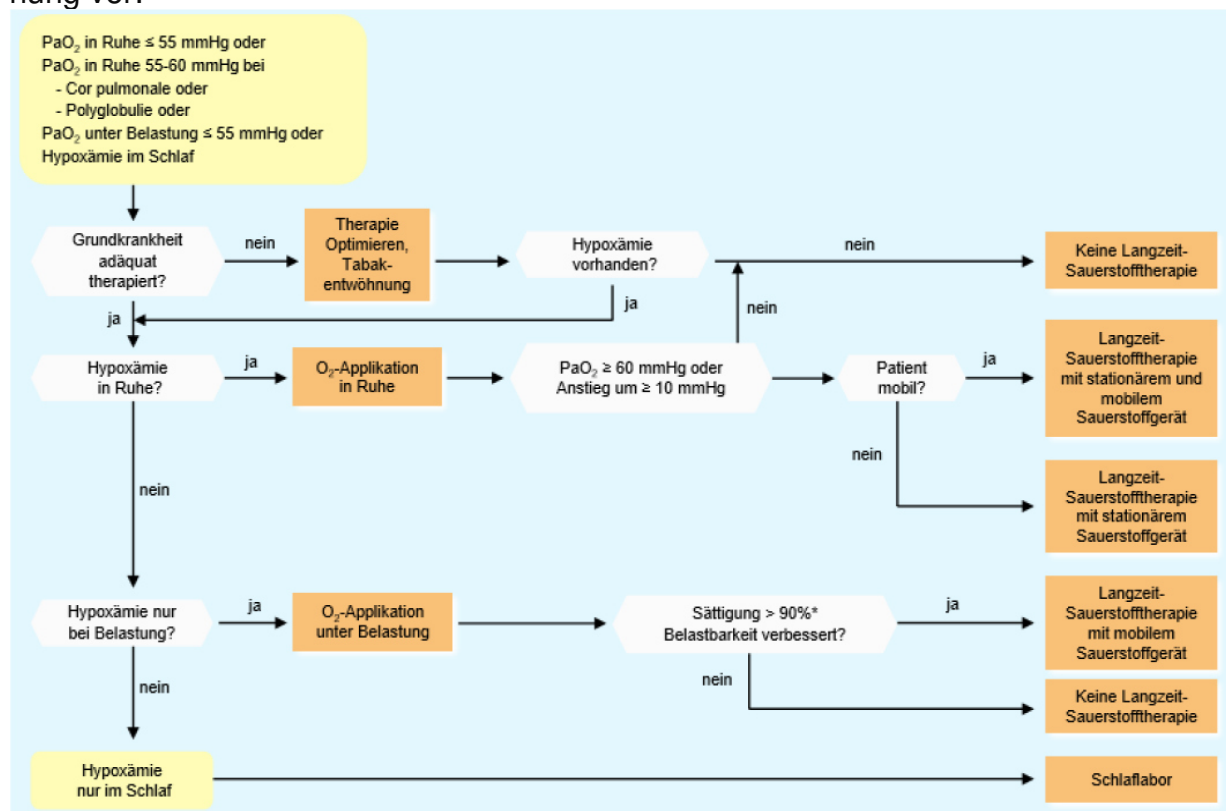 nung vor.
PaO₂ in Ruhe ≤ 55 mmHg oder
PaO₂ in Ruhe 55-60 mmHg bei
- Cor pulmonale oder
- Polyglobulie oder
PaO₂ unter Belastung ≤ 55 mmHg oder
Hypoxämie im Schlaf
Grundkrankheit
adäquat
therapiert?
nein
Therapie
Optimieren,
Tabak-
entwöhnung
Hypoxämie
vorhanden?
nein
Keine Langzeit-
Sauerstofftherapie
ja
ja
nein
Hypoxämie
in Ruhe?
ja
O₂-Applikation
in Ruhe
PaO₂ ≥ 60 mmHg oder
Anstieg um ≥ 10 mmHg
Patient
mobil?
ja
Langzeit-
Sauerstofftherapie
mit stationärem und
mobilem
Sauerstoffgerät
nein
nein
Langzeit-
Sauerstofftherapie
mit stationärem
Sauerstoffgerät
Hypoxämie nur
bei Belastung?
ja
O₂-Applikation
unter Belastung
Sättigung > 90%*
Belastbarkeit verbessert?
ja
Langzeit-
Sauerstofftherapie
mit mobilem
Sauerstoffgerät
nein
nein
Keine Langzeit-
Sauerstofftherapie
Hypoxämie
nur im Schlaf
Schlaflabor